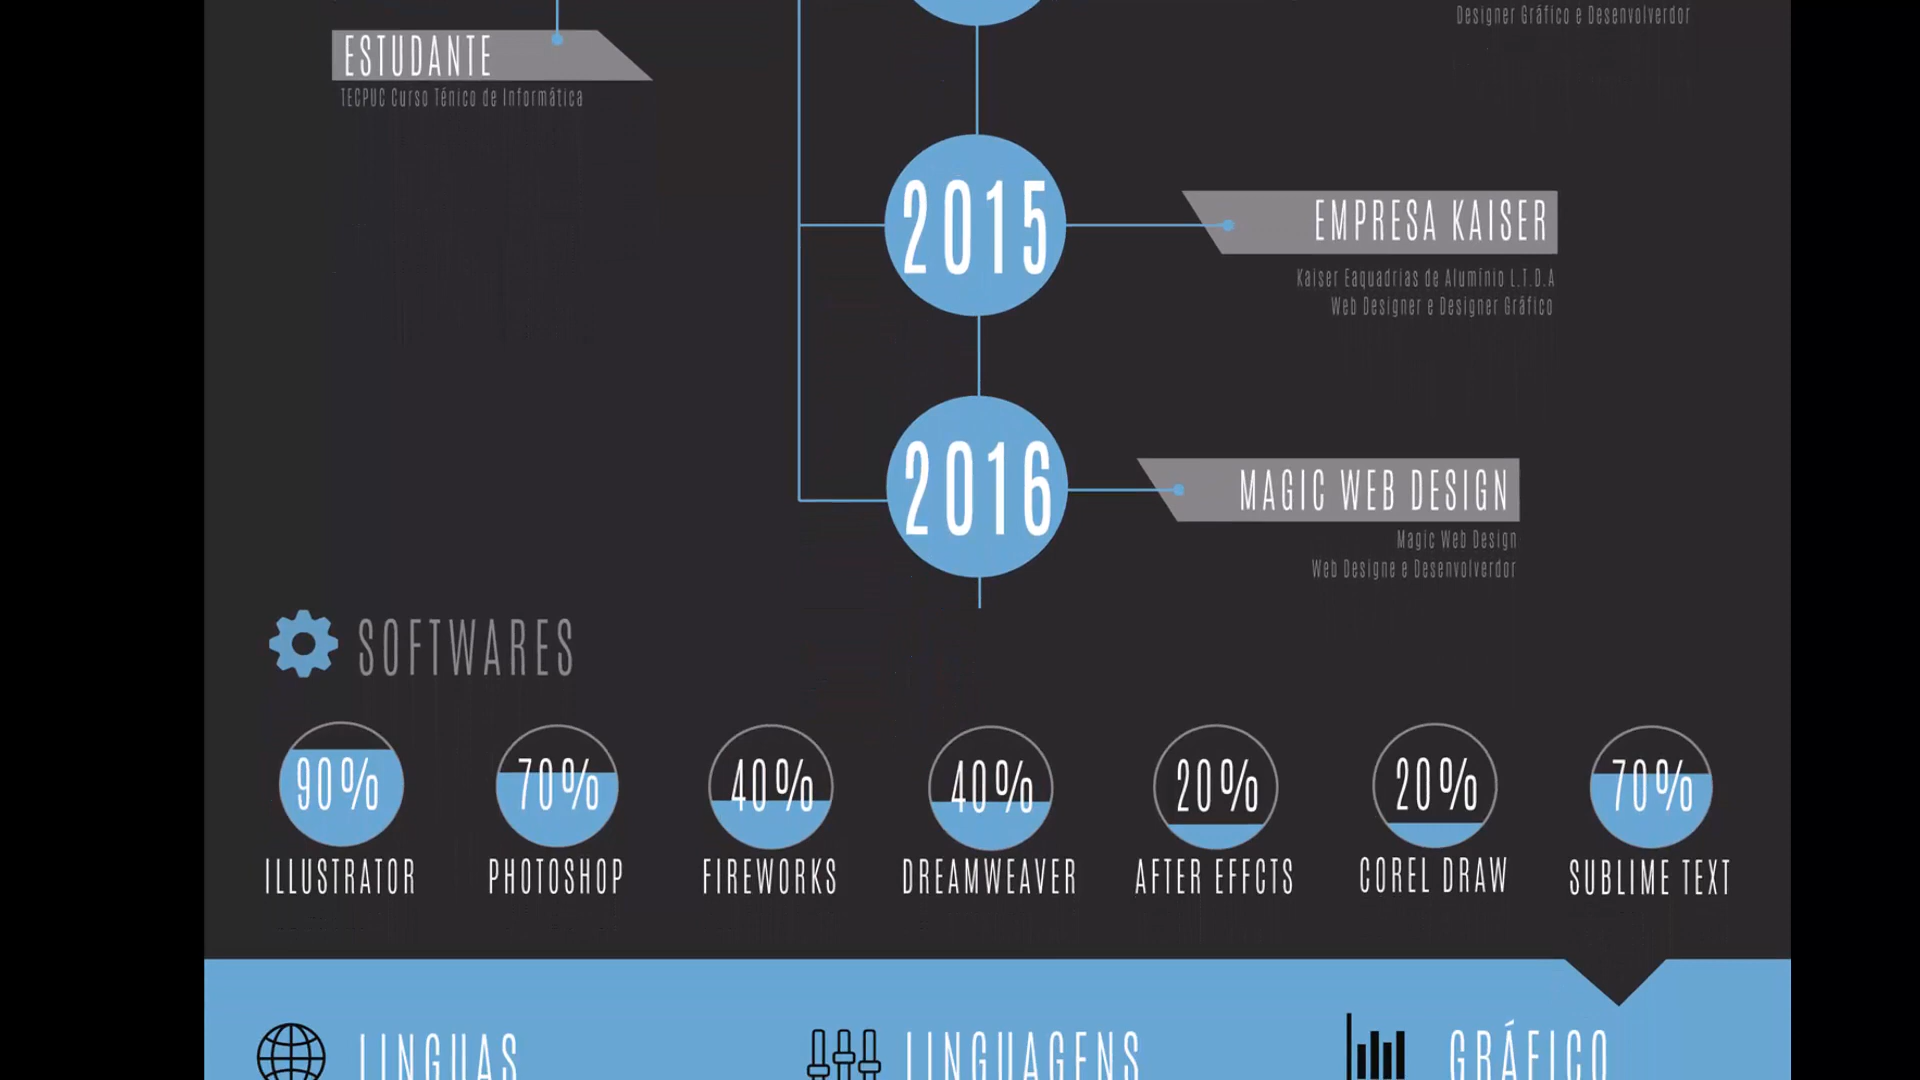 Designer Gráfico e Desenvolverdor
ESTUDANTE
TECPUC Curso Ténico de Informática
2015
EMPRESA KAISER
Kaiser Eaquadrias de Alumínio L.T.D.A
Web Designer e Designer Gráfico
2016
MAGIC WEB DESIGN
Magic Web Design
Web Designe e Desenvolverdor
SOFTWARES
90% 70% 40% 40% 20% 20% 70%
ILLUSTRATOR PHOTOSHOP FIREWORKS DREAMWEAVER AFTER EFFCTS COREL DRAW SUBLIME TEXT
LINGUAS LINGUAGENS GRÁFICO